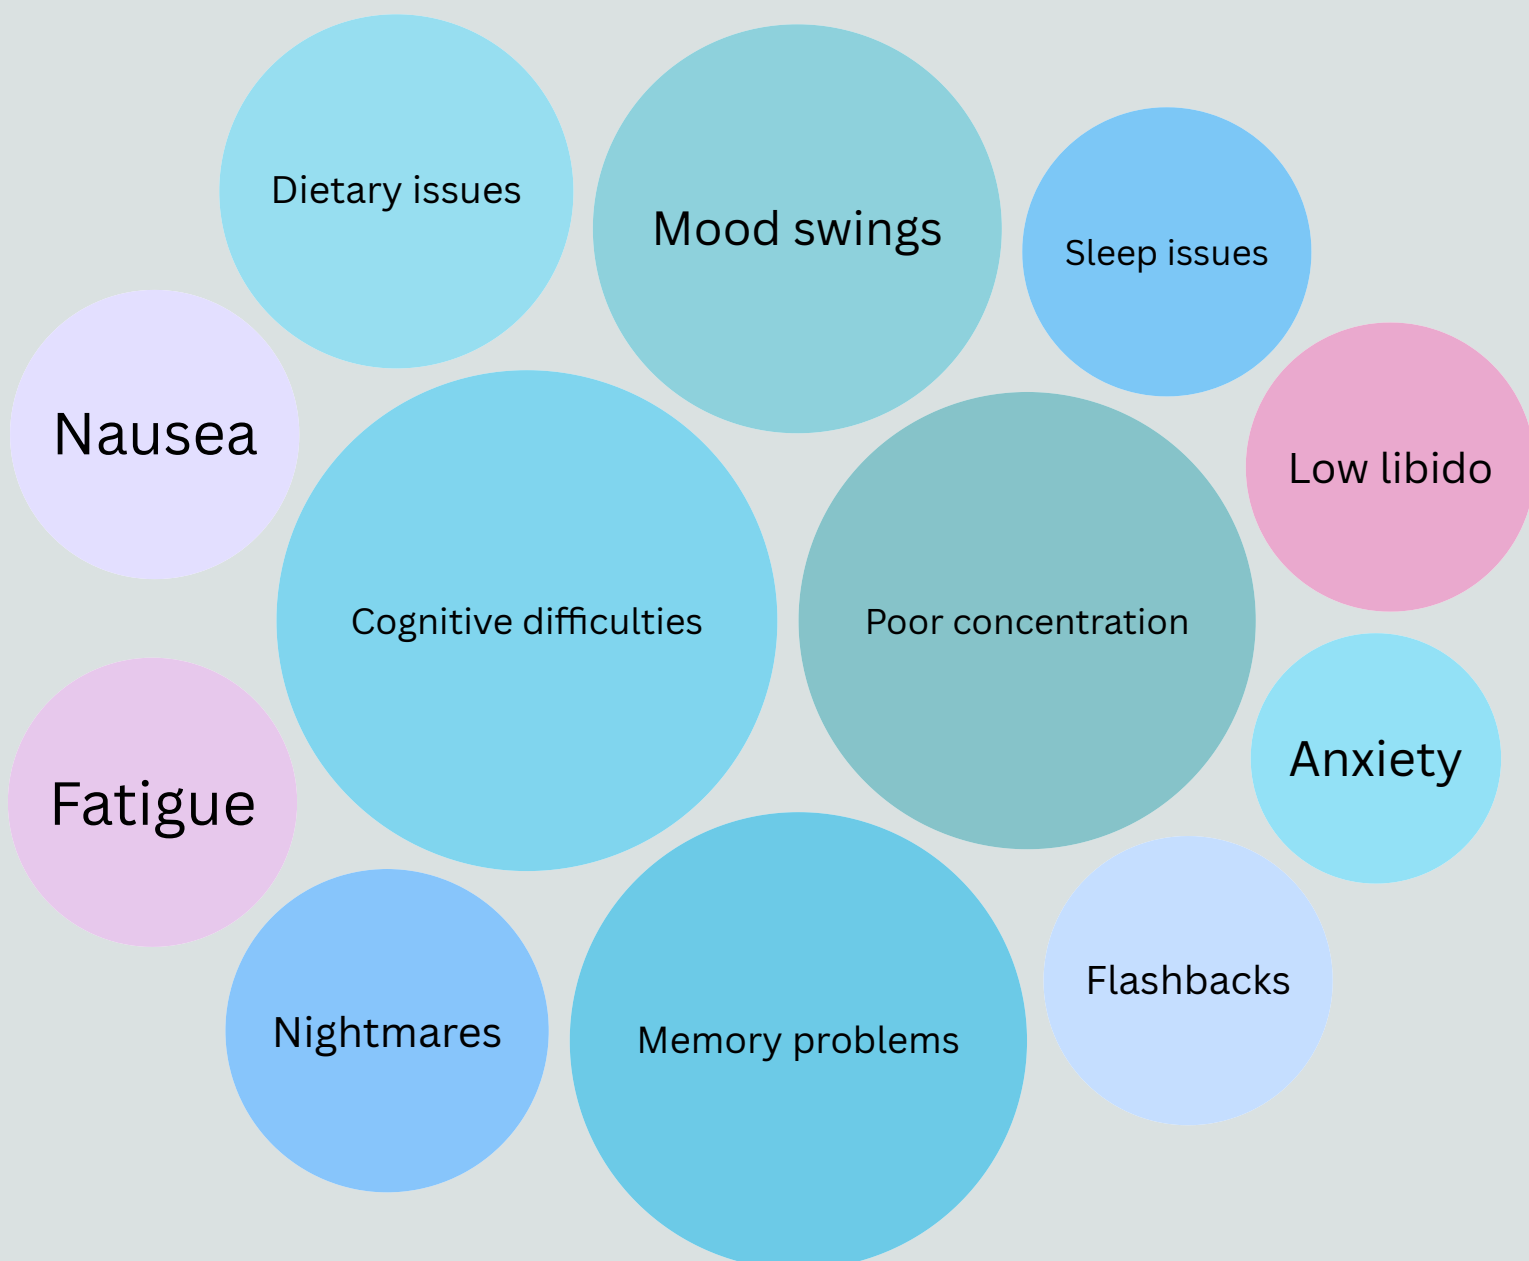 Dietary issues
Mood swings
Sleep issues
Nausea
Low libido
Cognitive difficulties
Poor concentration
Anxiety
Fatigue
Flashbacks
Nightmares
Memory problems